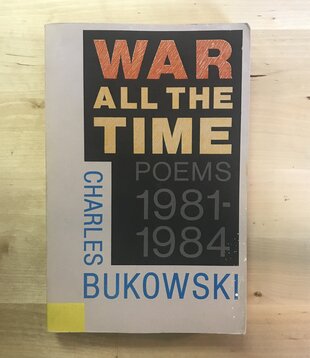 WAR
ALL THE
TIME
POEMS
1981-
1984
CHARLES
BUKOWSKI